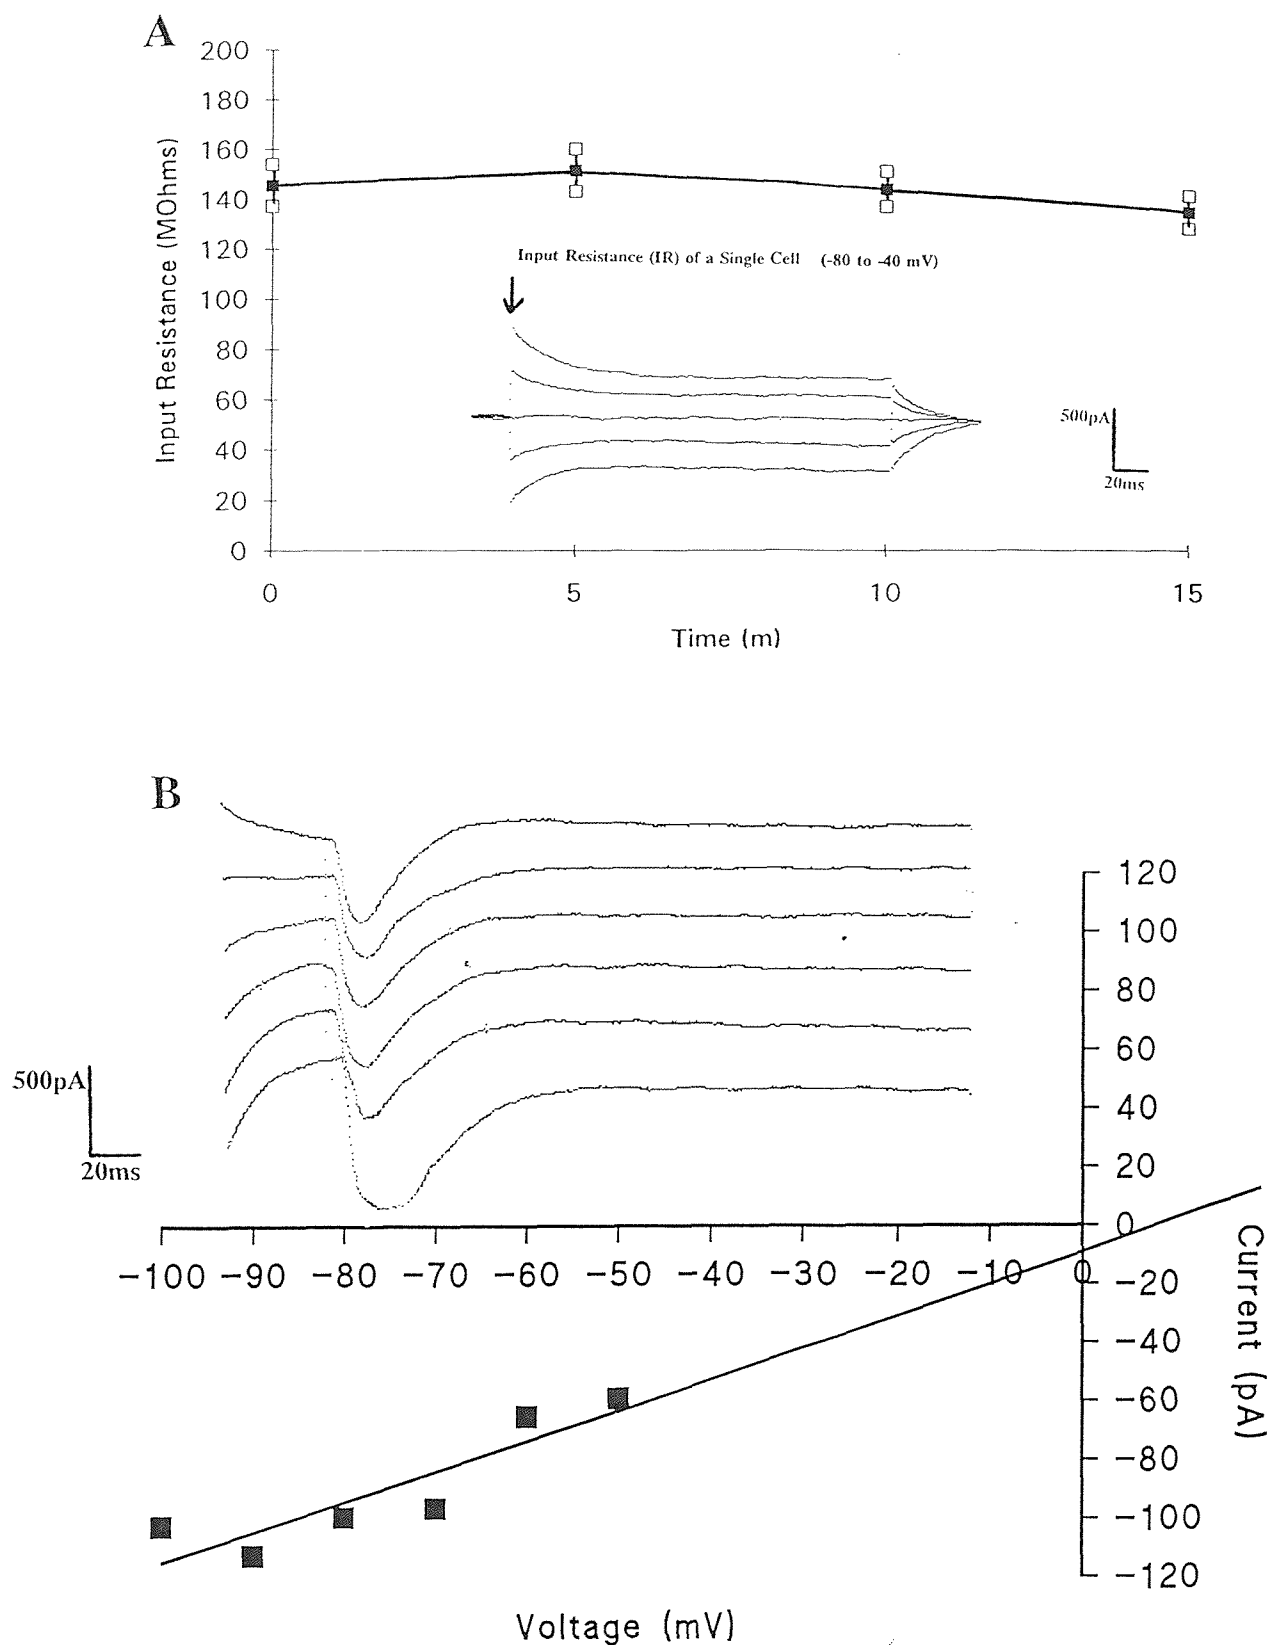 A
200
180
160
140
120
100
80
60
40
20
0
Input Resistance (MOhms)
Input Resistance (IR) of a Single Cell (-80 to -40 mV)
500pA
20ms
0 5 10 15
Time (m)
B
500pA
20ms
120
100
80
60
40
20
0
-100 -90 -80 -70 -60 -50 -40 -30 -20 -10 0
-20
-40
-60
-80
-100
-120
Current (pA)
Voltage (mV)